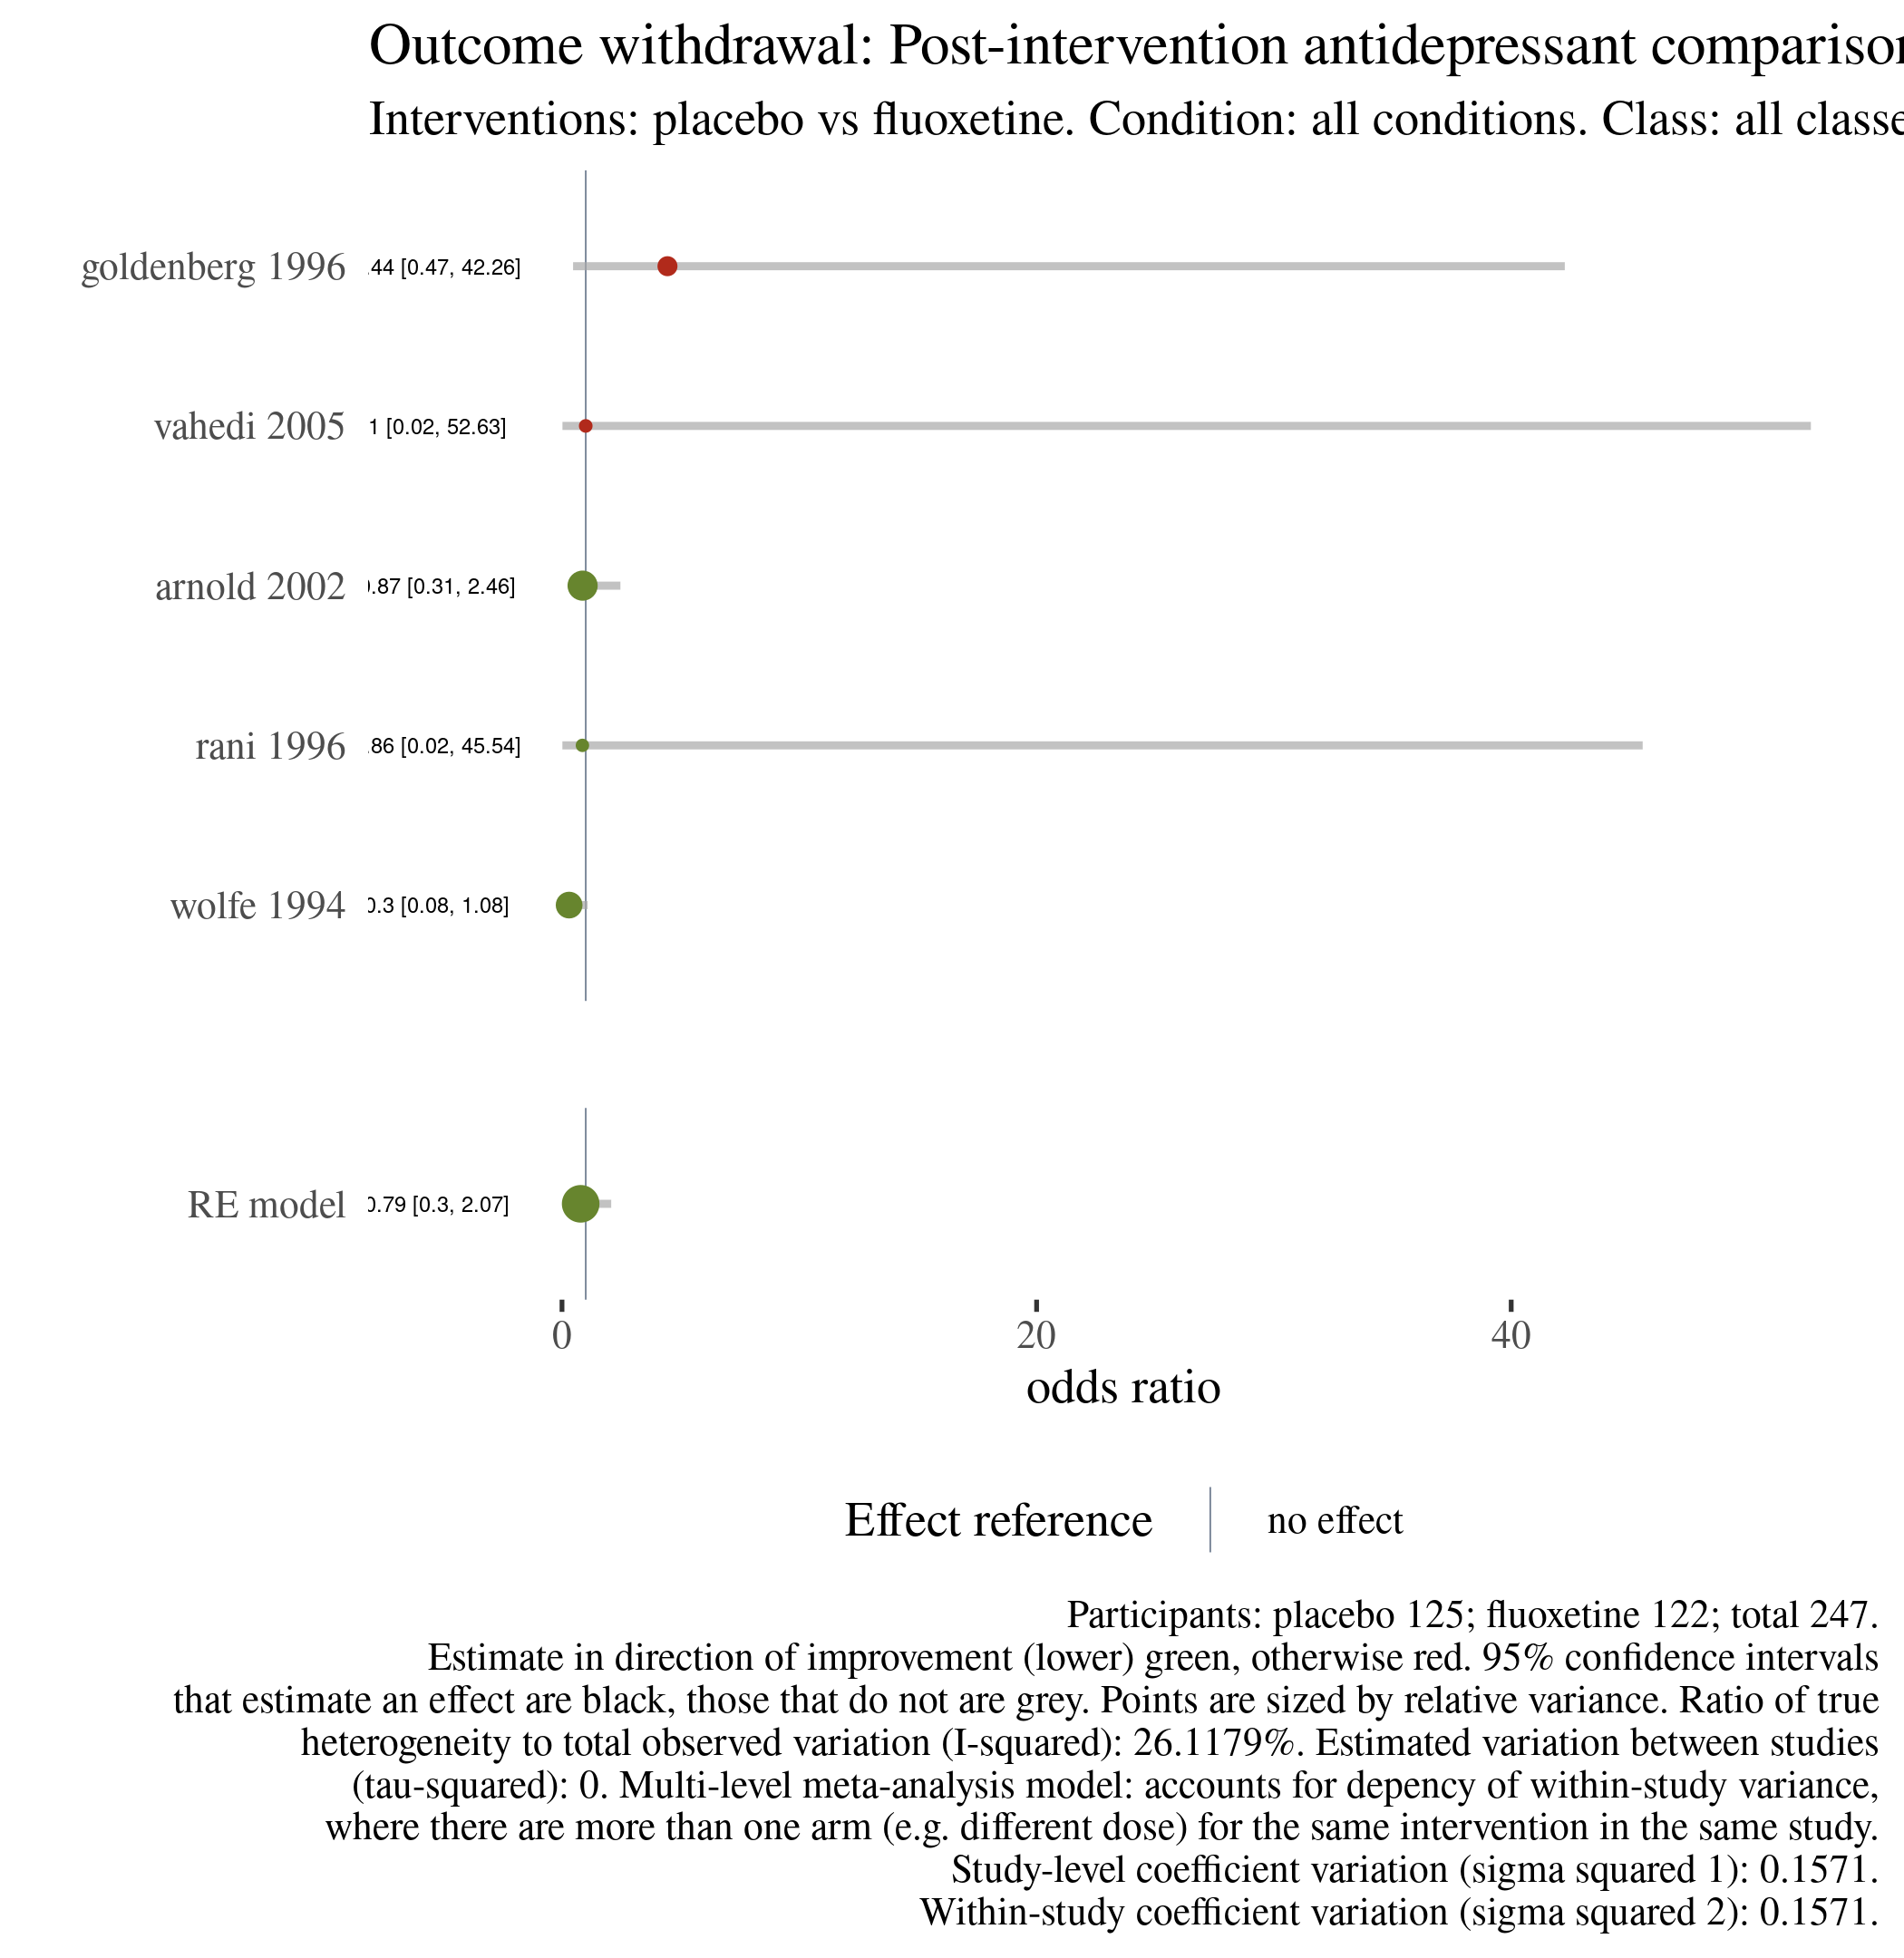 Outcome withdrawal: Post-intervention antidepressant compariso
Interventions: placebo vs fluoxetine. Condition: all conditions. Class: all classe
goldenberg 1996 .44 [0.47, 42.26]
vahedi 2005 1 [0.02, 52.63]
arnold 2002 .87 [0.31, 2.46]
rani 1996 .86 [0.02, 45.54]
wolfe 1994 0.3 [0.08, 1.08]
RE model 0.79 [0.3, 2.07]
0 20 40
odds ratio
Effect reference no effect
Participants: placebo 125; fluoxetine 122; total 247.
Estimate in direction of improvement (lower) green, otherwise red. 95% confidence intervals
that estimate an effect are black, those that do not are grey. Points are sized by relative variance. Ratio of true
heterogeneity to total observed variation (I-squared): 26.1179%. Estimated variation between studies
(tau-squared): 0. Multi-level meta-analysis model: accounts for depency of within-study variance,
where there are more than one arm (e.g. different dose) for the same intervention in the same study.
Study-level coefficient variation (sigma squared 1): 0.1571.
Within-study coefficient variation (sigma squared 2): 0.1571.